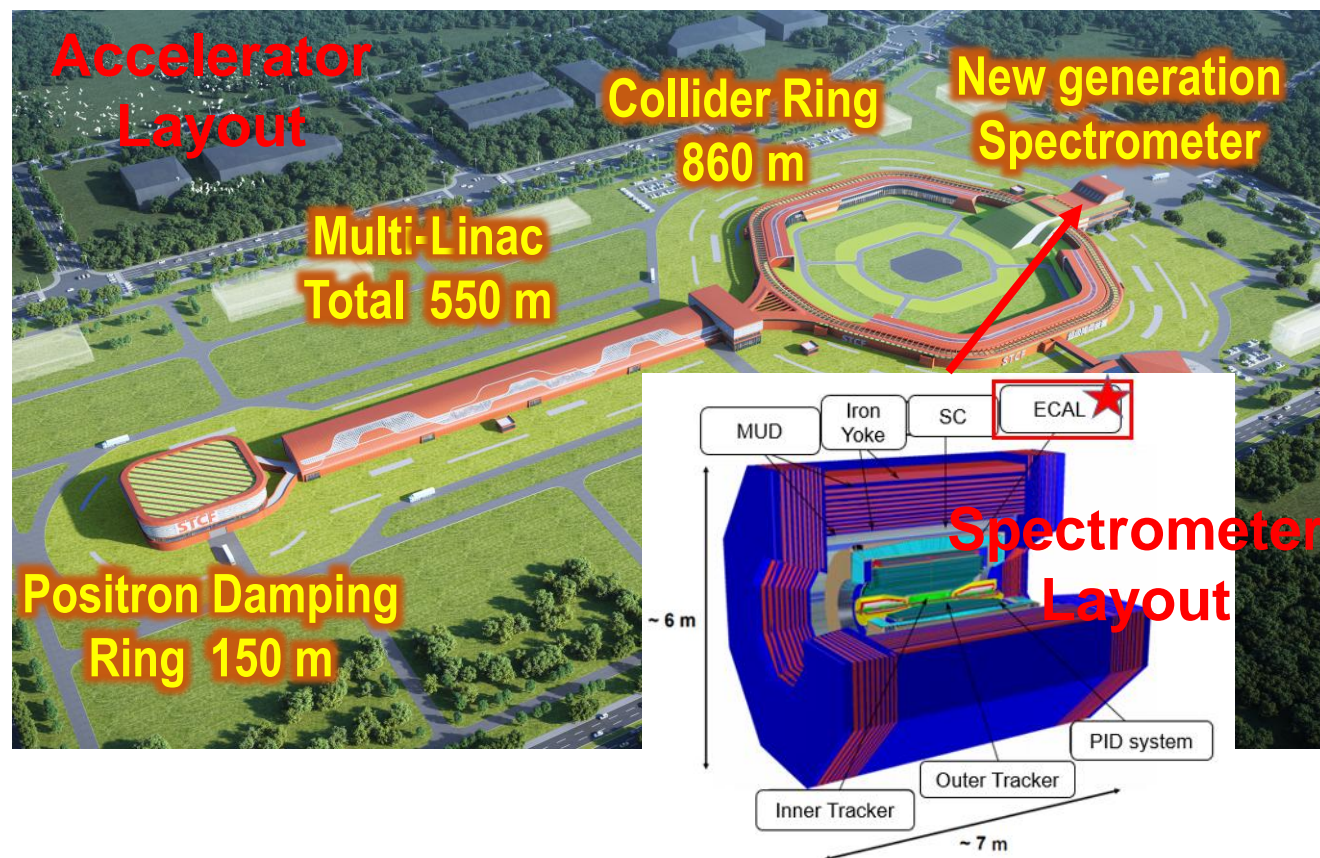 Accelerator
Layout
Collider Ring
860 m
New generation
Spectrometer
Multi-Linac
Total 550 m
STCF
STCF
Positron Damping
Ring 150 m
MUD
Iron
Yoke
SC
ECAL
Spectrometer
Layout
~ 6 m
PID system
Outer Tracker
Inner Tracker
~ 7 m